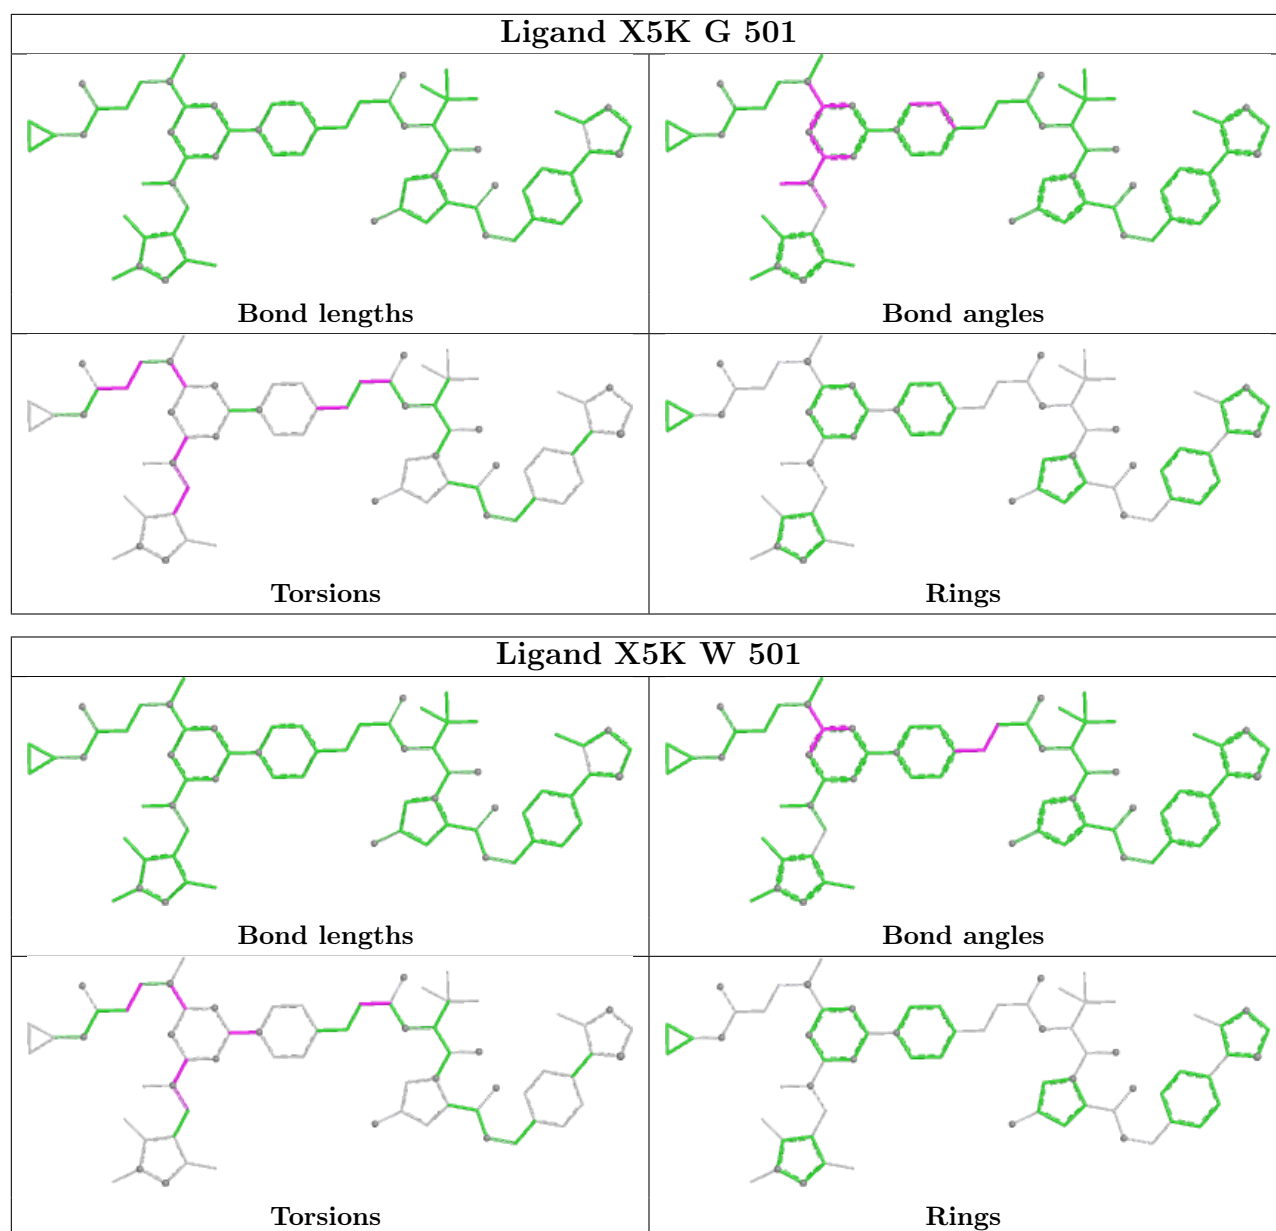 Ligand X5K G 501
Bond lengths
Bond angles
Torsions
Rings
Ligand X5K W 501
Bond lengths
Bond angles
Torsions
Rings